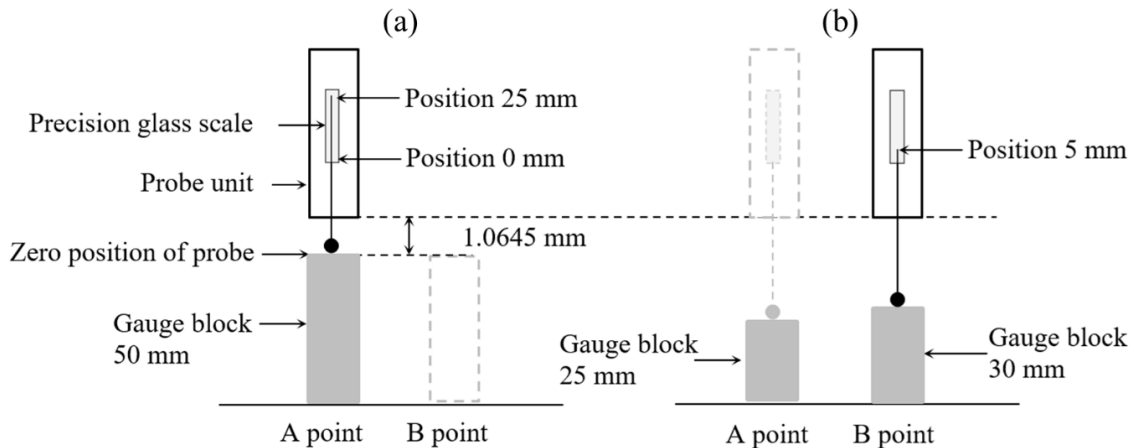 (a)
(b)
Position 25 mm
Precision glass scale
Position 0 mm
Position 5 mm
Probe unit
1.0645 mm
Zero position of probe
Gauge block
50 mm
Gauge block
25 mm
Gauge block
30 mm
A point
B point
A point
B point